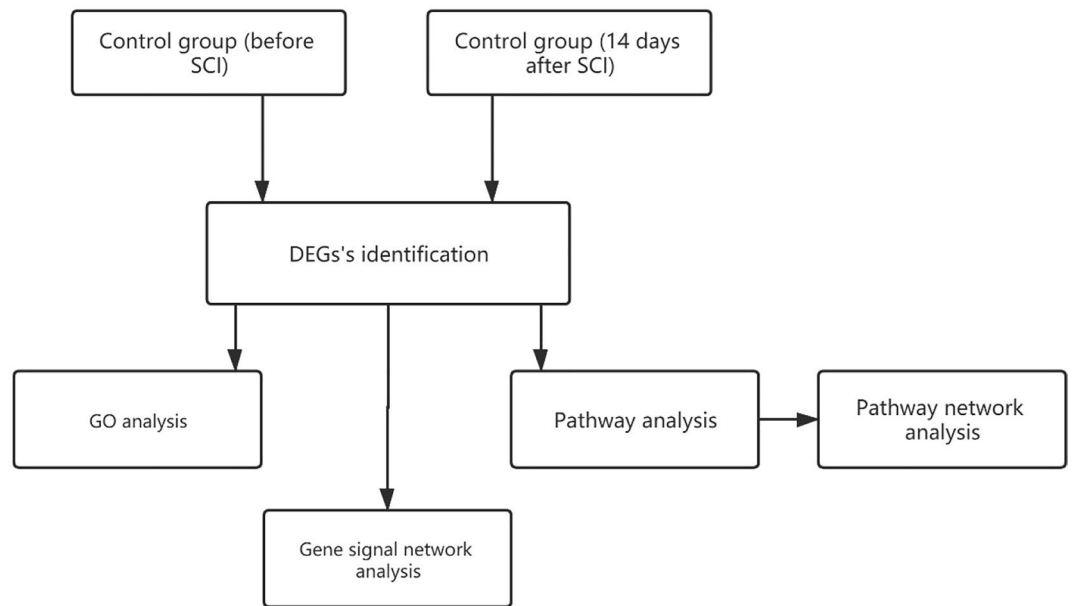 Control group (before
SCI)
Control group (14 days
after SCI)
DEGs's identification
GO analysis
Pathway analysis
Pathway network
analysis
Gene signal network
analysis